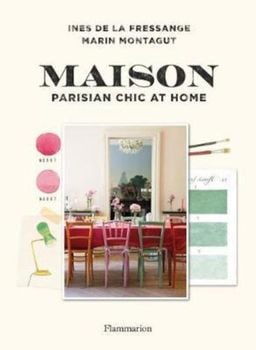 INES DE LA FRESSANGE
MARIN MONTAGUT
MAISON
PARISIAN CHIC AT HOME
Flammarion